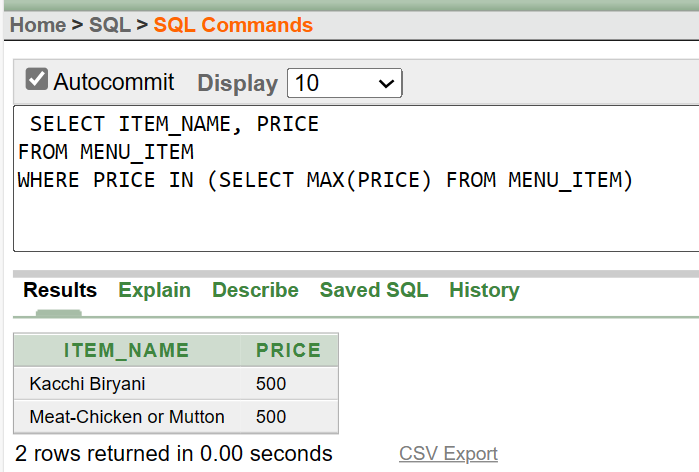 Home > SQL > SQL Commands
Autocommit Display 10
SELECT ITEM_NAME, PRICE
FROM MENU_ITEM
WHERE PRICE IN (SELECT MAX(PRICE) FROM MENU_ITEM)
Results Explain Describe Saved SQL History
ITEM_NAME PRICE
Kacchi Biryani 500
Meat-Chicken or Mutton 500
2 rows returned in 0.00 seconds CSV Export